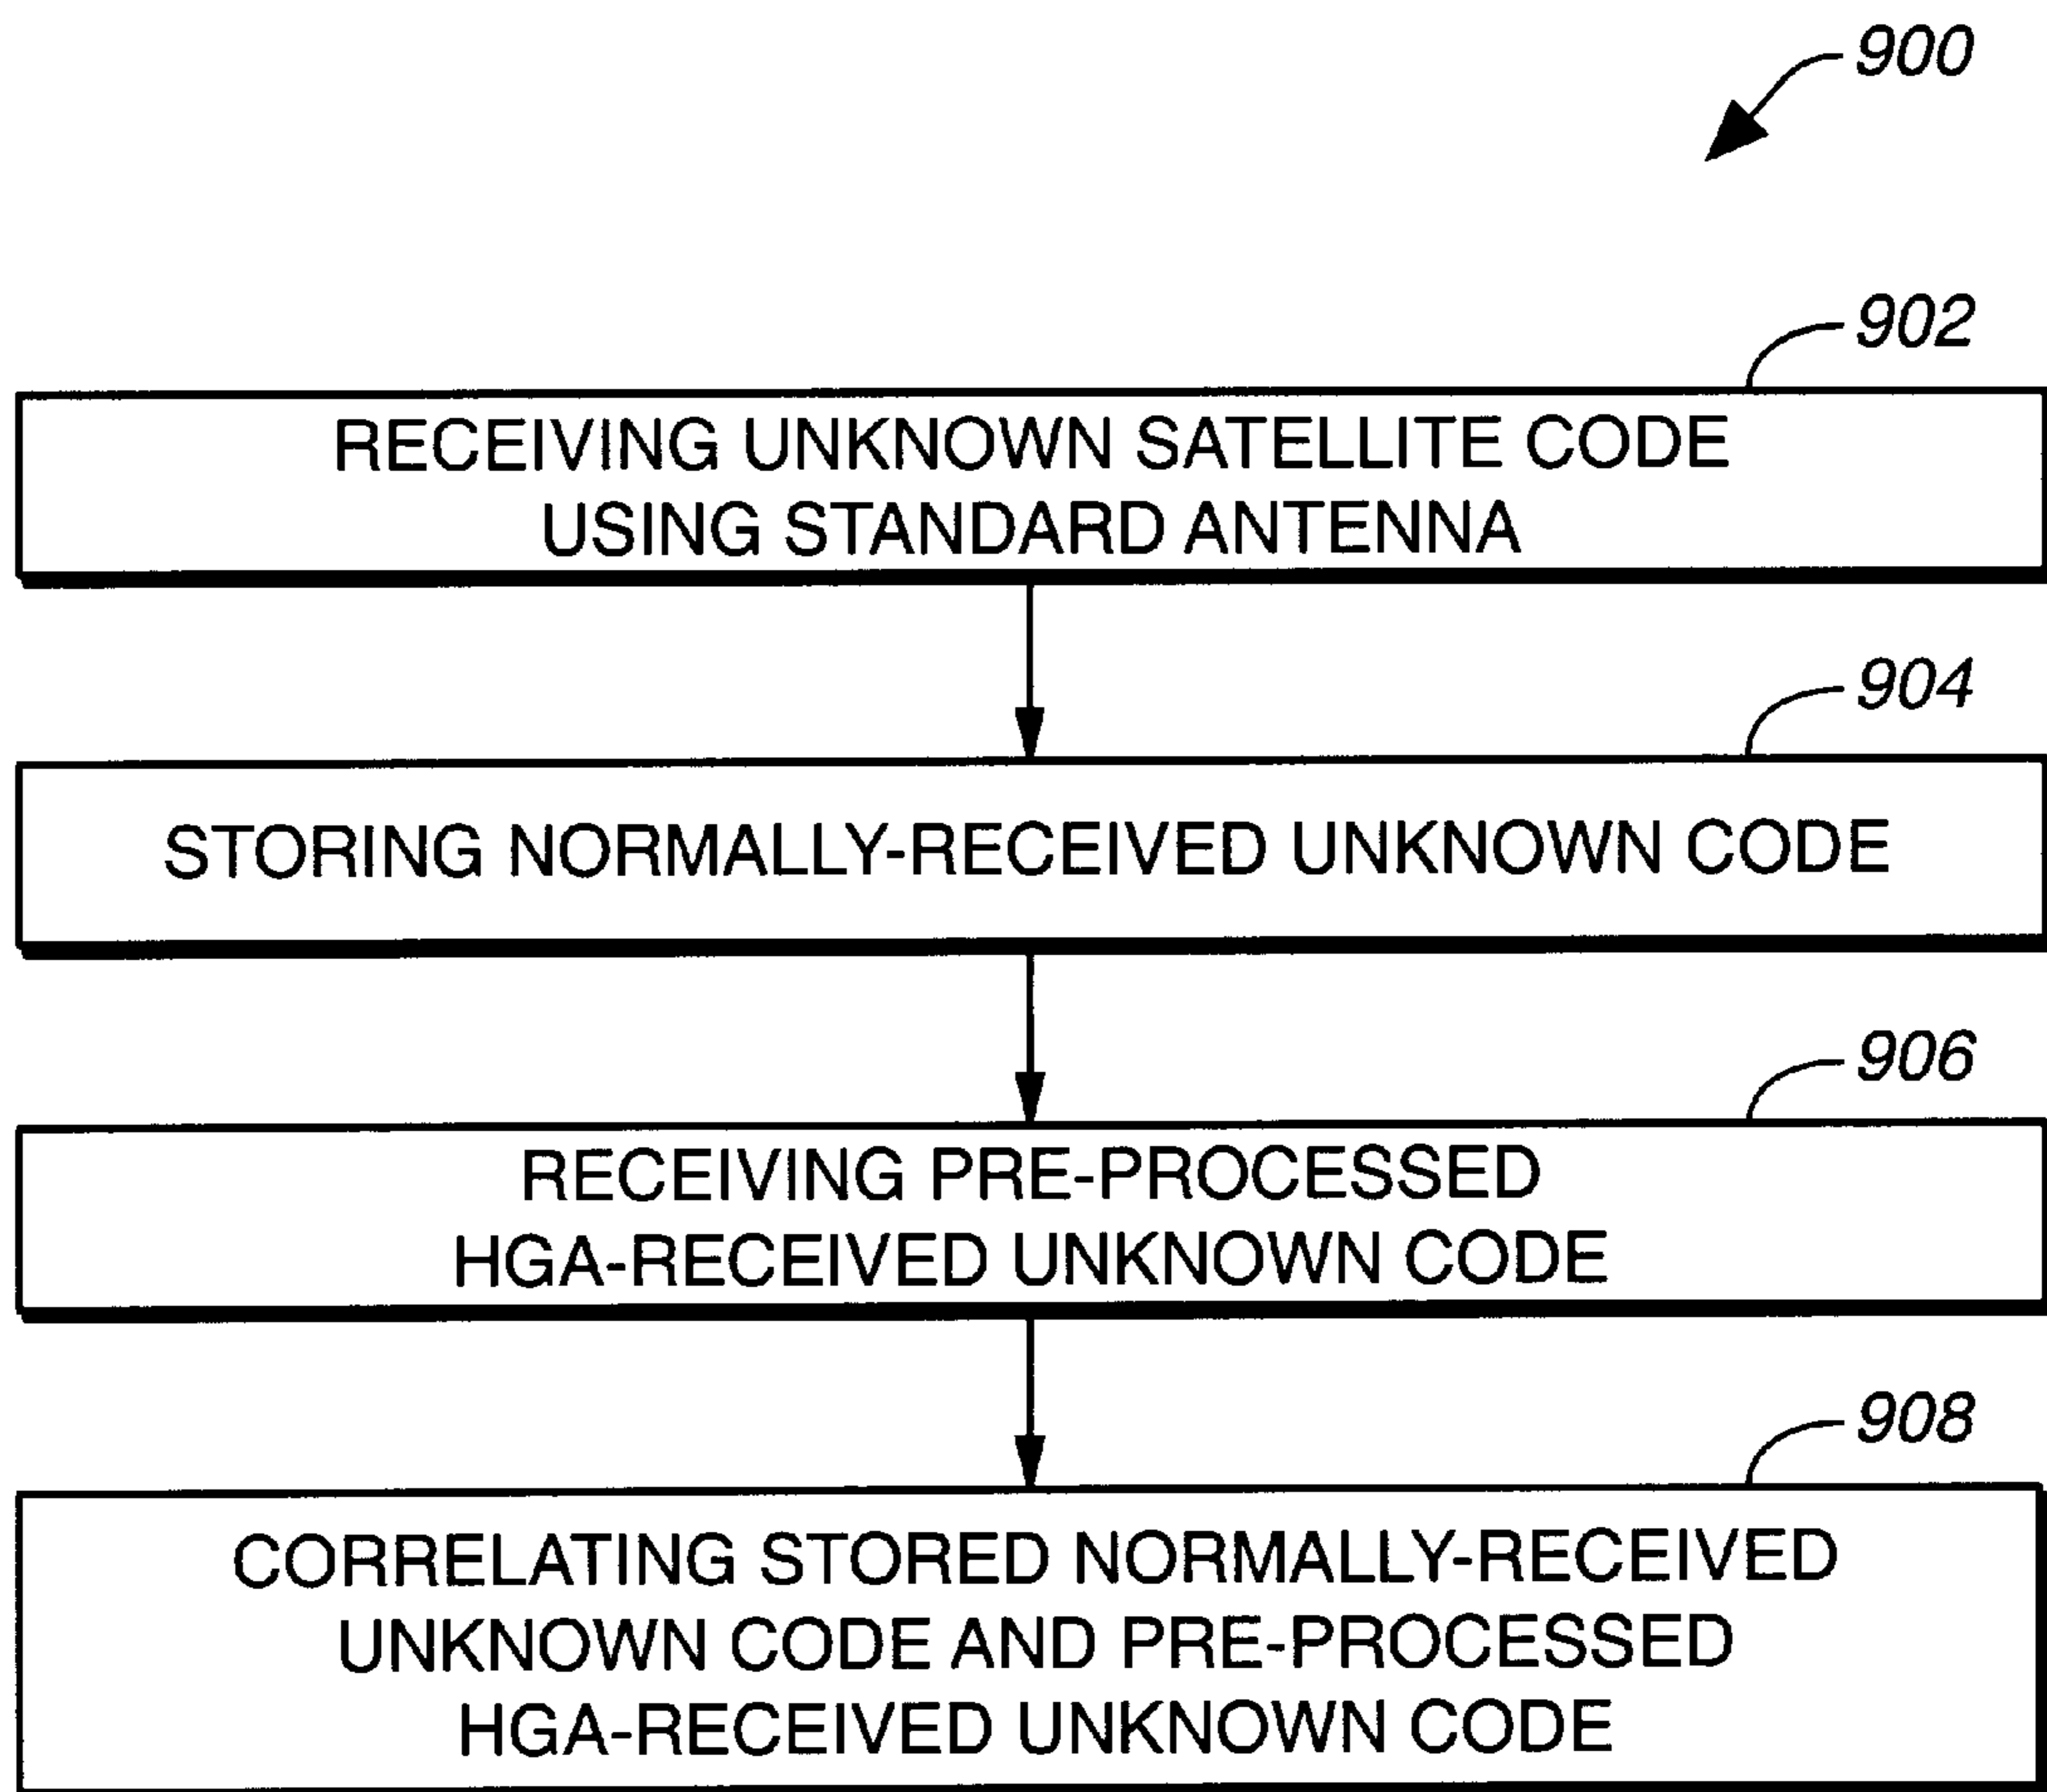 900
902
RECEIVING UNKNOWN SATELLITE CODE
USING STANDARD ANTENNA
904
STORING NORMALLY-RECEIVED UNKNOWN CODE
906
RECEIVING PRE-PROCESSED
HGA-RECEIVED UNKNOWN CODE
908
CORRELATING STORED NORMALLY-RECEIVED
UNKNOWN CODE AND PRE-PROCESSED
HGA-RECEIVED UNKNOWN CODE